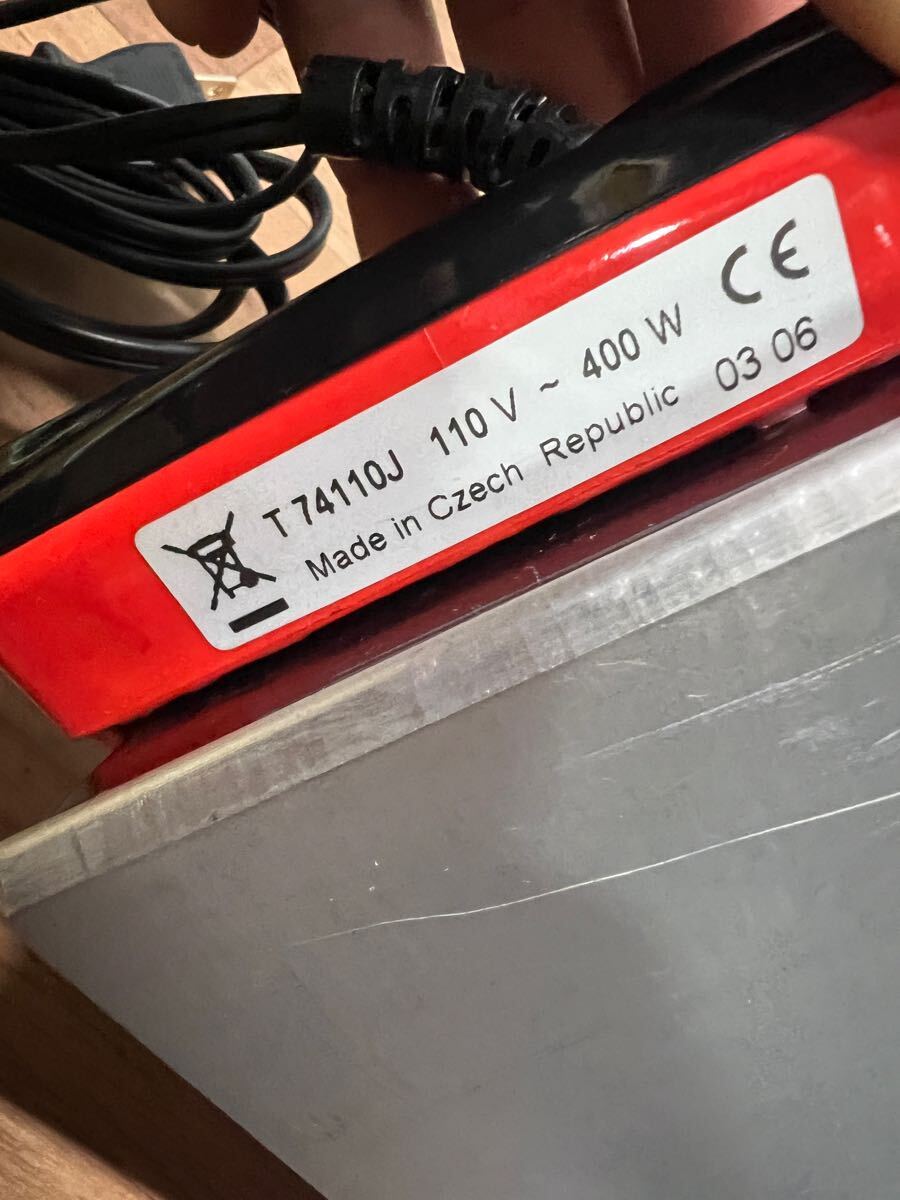 T 74110J 110 V ~ 400 W CE
Made in Czech Republic 03 06